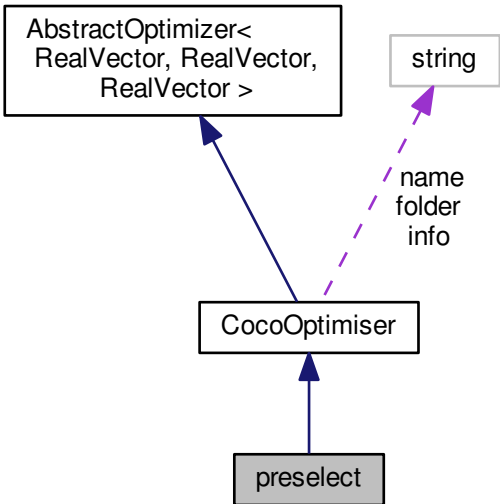 AbstractOptimizer<
RealVector, RealVector,
RealVector >
string
name
folder
info
CocoOptimiser
preselect